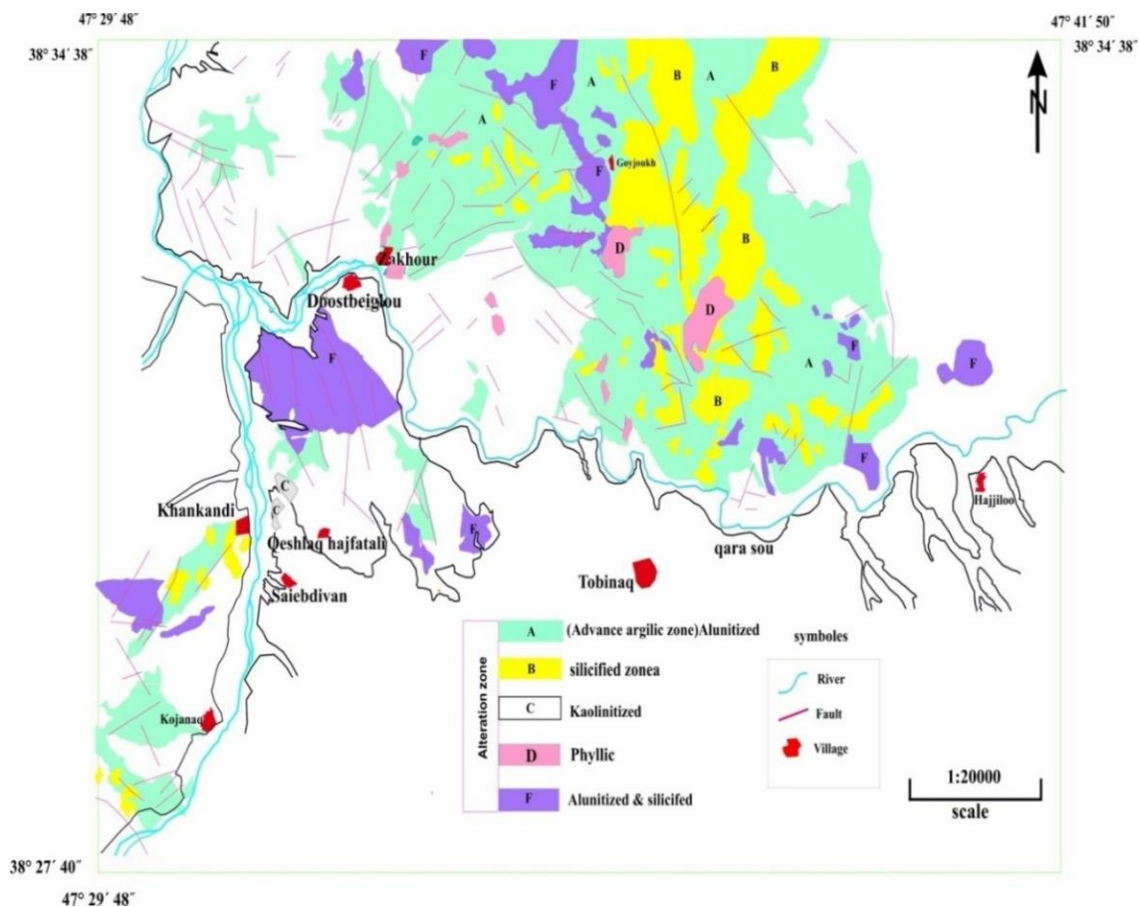 47° 29´ 48˝
47° 41´ 50˝
38° 34´ 38˝
38° 34´ 38˝
F
A
B
A
B
F
A
N
Goyjoukh
F
B
D
Zakhour
Doostbeiglou
D
F
F
A
F
B
F
C
Hajjiloo
Khankandi
C
F
Qeshlaq hajfatali
qara sou
Tobinaq
Saiebdivan
A
(Advance argilic zone)Alunitized
symboles
B
silicified zonea
River
C
Kaolinitized
Fault
Kojanaq
D
Phyllic
Village
Alteration zone
F
Alunitized & silicifed
1:20000
scale
38° 27´ 40˝
47° 29´ 48˝